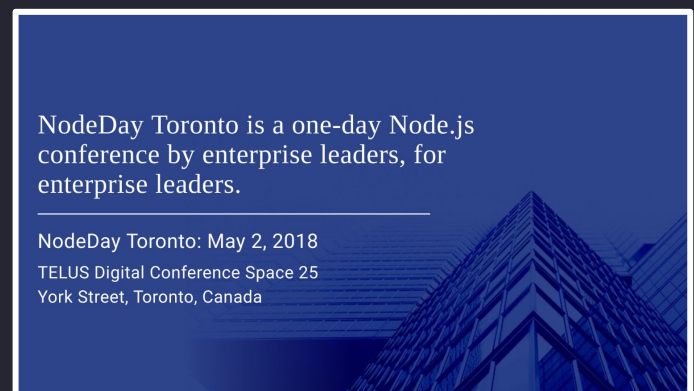 NodeDay Toronto is a one-day Node.js
conference by enterprise leaders, for
enterprise leaders.
NodeDay Toronto: May 2, 2018
TELUS Digital Conference Space 25
York Street, Toronto, Canada